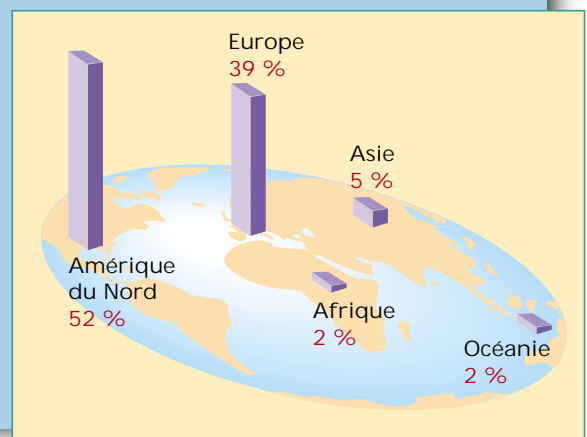 Europe
39 %
Asie
5 %
Amérique
du Nord
52 %
Afrique
2 %
Océanie
2 %